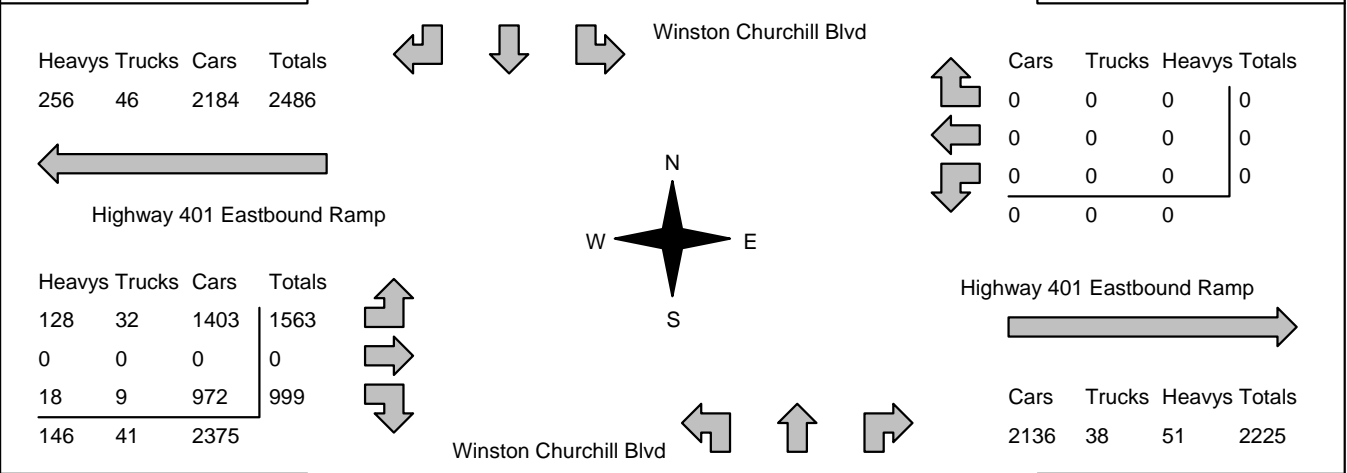 Winston Churchill Blvd
Heavys Trucks Cars Totals
256 46 2184 2486
Highway 401 Eastbound Ramp
Heavys Trucks Cars Totals
128 32 1403 1563
0 0 0 0
18 9 972 999
146 41 2375
N
W E
S
Winston Churchill Blvd
Cars Trucks Heavys Totals
0 0 0 0
0 0 0 0
0 0 0 0
0 0 0
Highway 401 Eastbound Ramp
Cars Trucks Heavys Totals
2136 38 51 2225